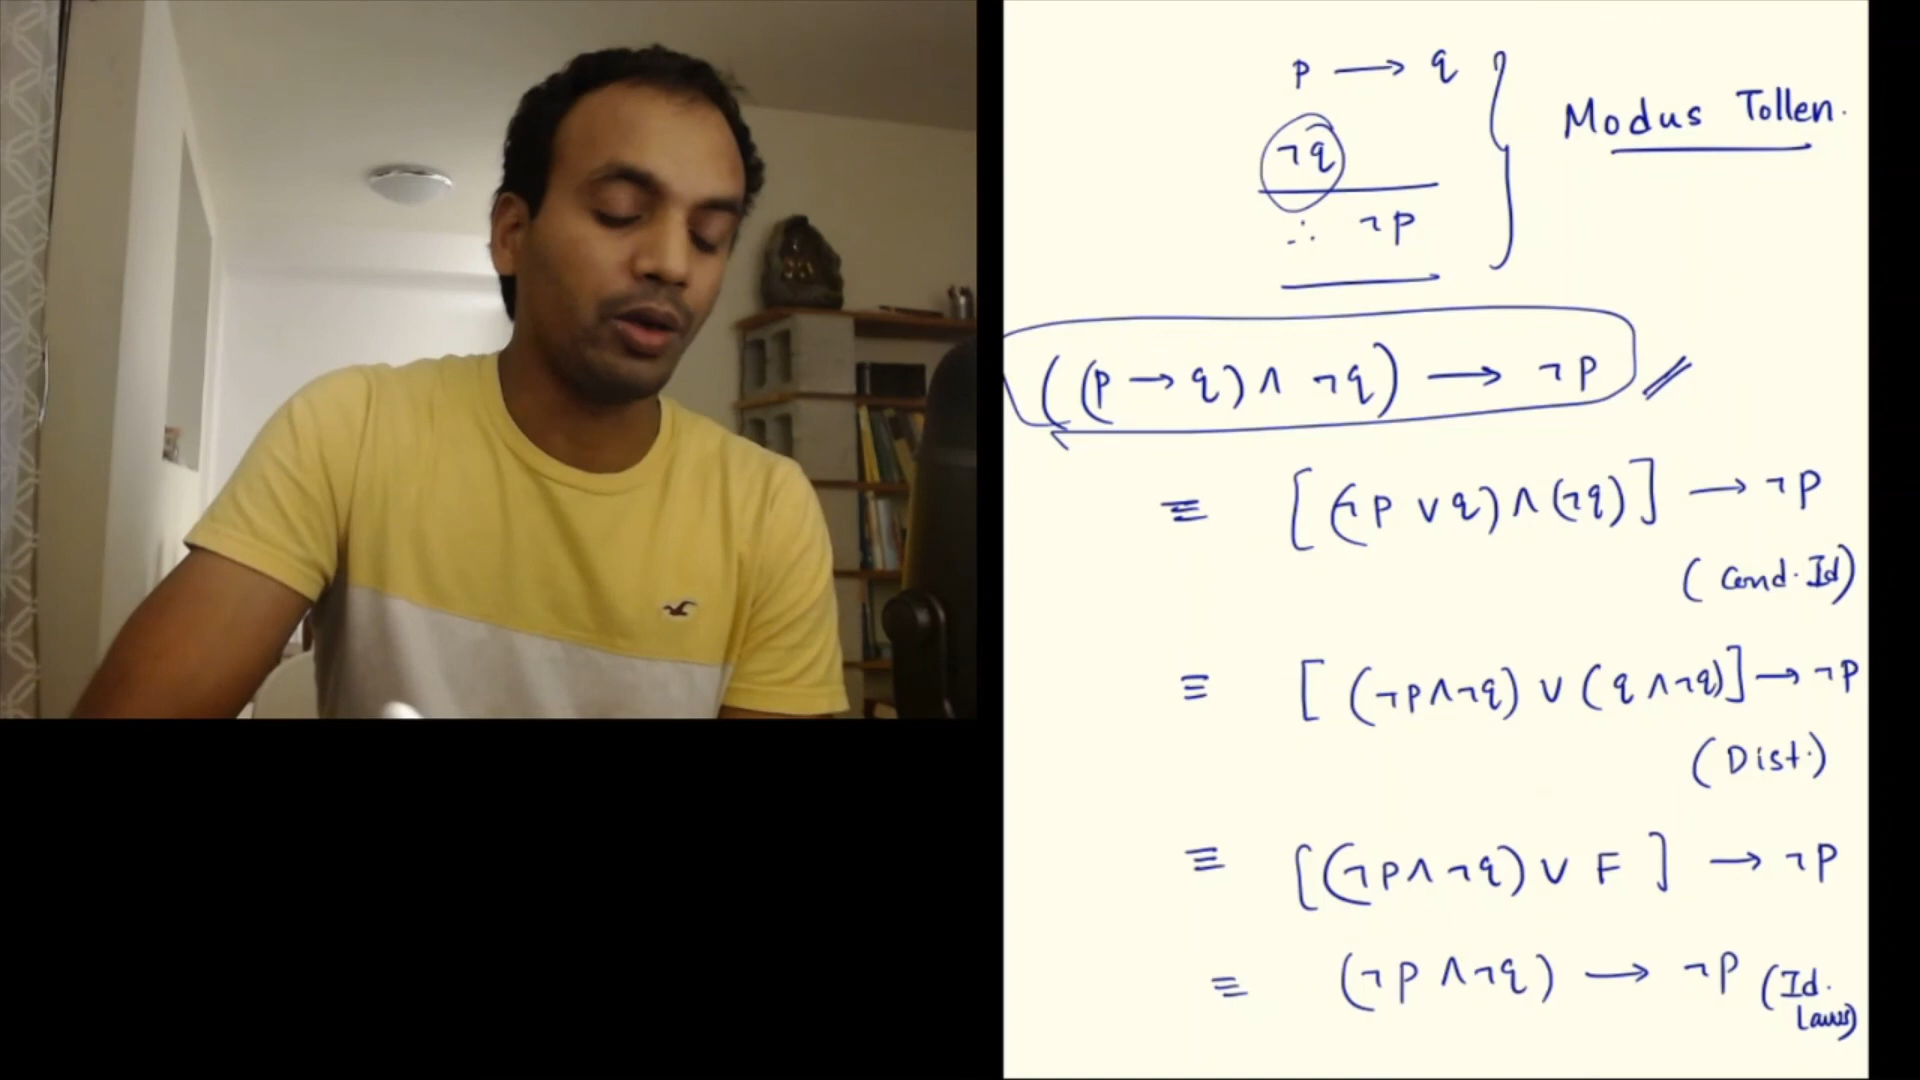 p → q
Modus Tollen.
¬q
∴ ¬p
((p → q) ∧ ¬q) → ¬p
≡ [(¬p ∨ q) ∧ (¬q)] → ¬p
(Cond. Id)
≡ [(¬p ∧ ¬q) ∨ (q ∧ ¬q)] → ¬p
(Dist.)
≡ [(¬p ∧ ¬q) ∨ F] → ¬p
≡ (¬p ∧ ¬q) → ¬p (Id.
Laws)